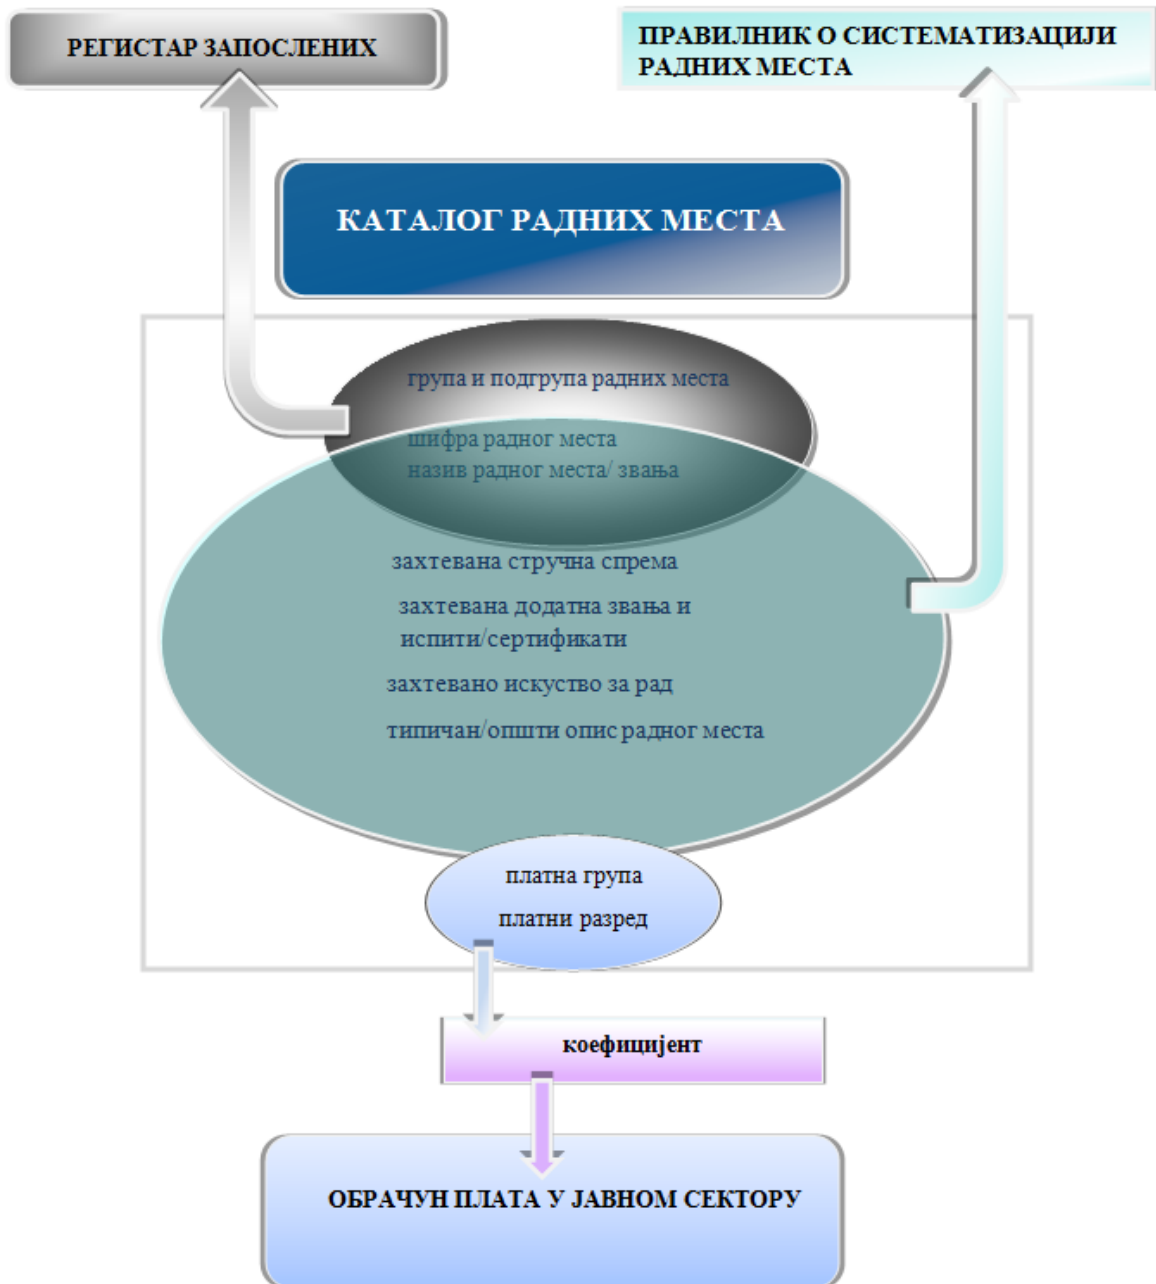 РЕГИСТАР ЗАПОСЛЕНИХ
ПРАВИЛНИК О СИСТЕМАТИЗАЦИЈИ
РАДНИХ МЕСТА
КАТАЛОГ РАДНИХ МЕСТА
група и подгрупа радних места
шифра радног места
назив радног места/ звања
захтевана стручна спрема
захтевана додатна звања и
испити/сертификати
захтевано искуство за рад
типичан/општи опис радног места
платна група
платни разред
коефицијент
ОБРАЧУН ПЛАТА У ЈАВНОМ СЕКТОРУ